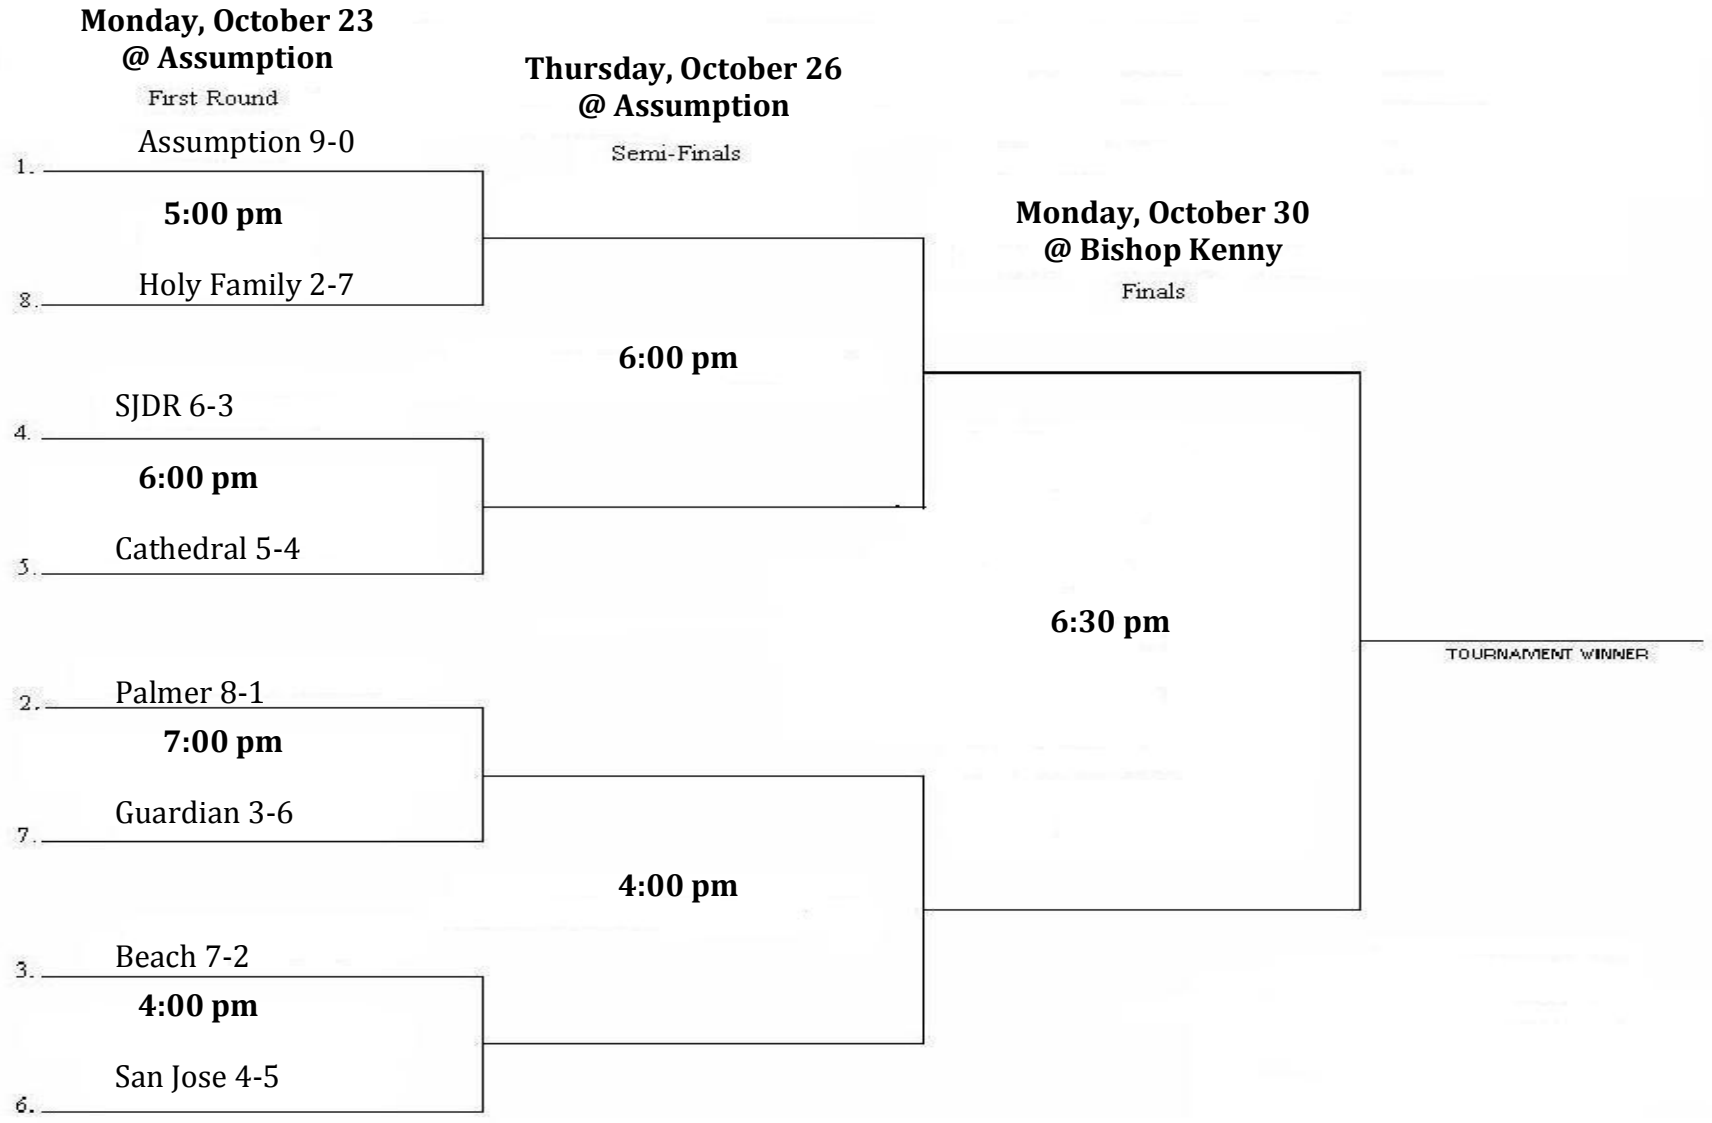 Monday, October 23
@ Assumption
First Round
Thursday, October 26
@ Assumption
Semi-Finals
Monday, October 30
@ Bishop Kenny
Finals
Assumption 9-0
1.
5:00 pm
Holy Family 2-7
8.
6:00 pm
SJDR 6-3
4.
6:00 pm
Cathedral 5-4
5.
6:30 pm
TOURNAMENT WINNER
Palmer 8-1
2.
7:00 pm
Guardian 3-6
7.
4:00 pm
Beach 7-2
3.
4:00 pm
San Jose 4-5
6.